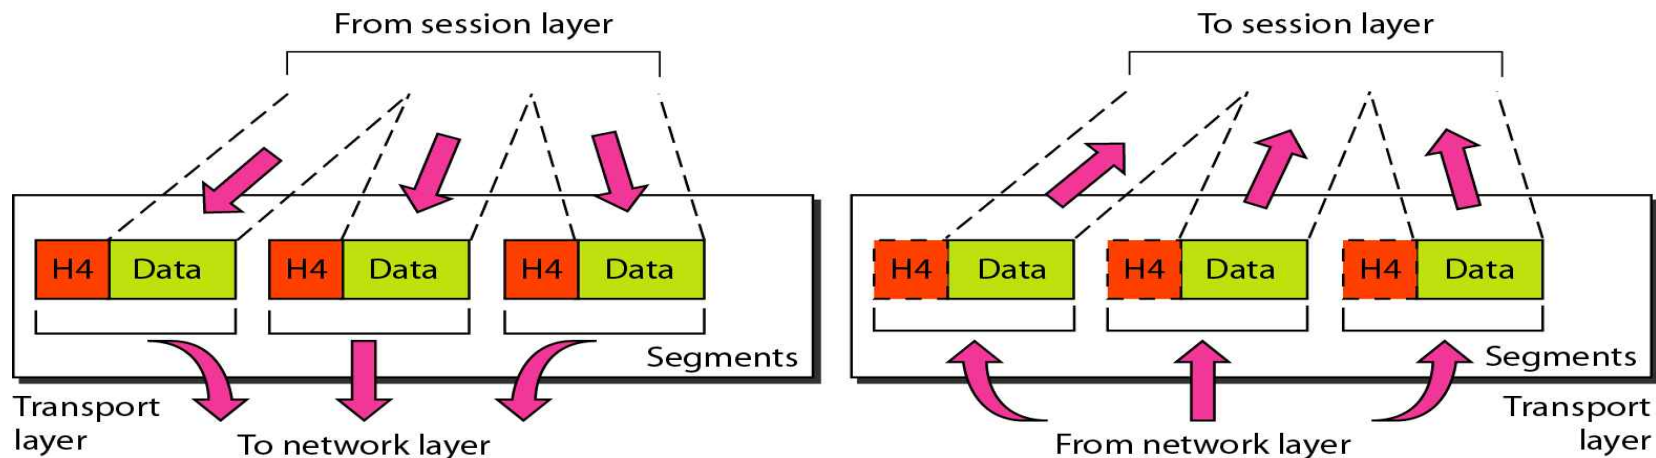 From session layer
H4 Data H4 Data H4 Data
Segments
Transport
layer
To network layer
To session layer
H4 Data H4 Data H4 Data
Segments
From network layer
Transport
layer